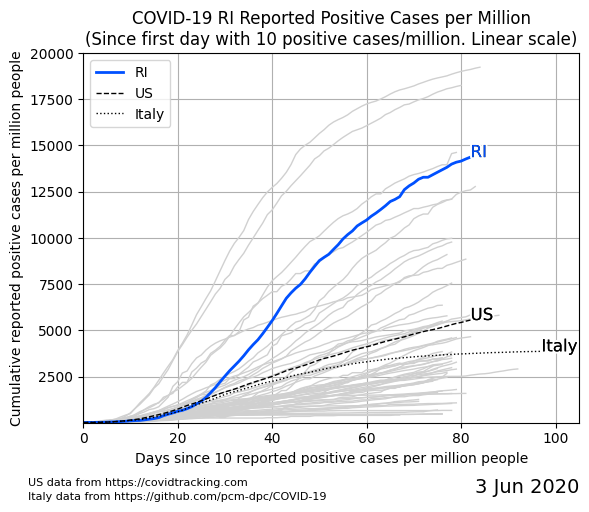 COVID-19 RI Reported Positive Cases per Million
(Since first day with 10 positive cases/million. Linear scale)
Cumulative reported positive cases per million people
20000
17500
15000
12500
10000
7500
5000
2500
RI
US
Italy
RI
US
Italy
0
20
40
60
80
100
Days since 10 reported positive cases per million people
US data from https://covidtracking.com
Italy data from https://github.com/pcm-dpc/COVID-19
3 Jun 2020